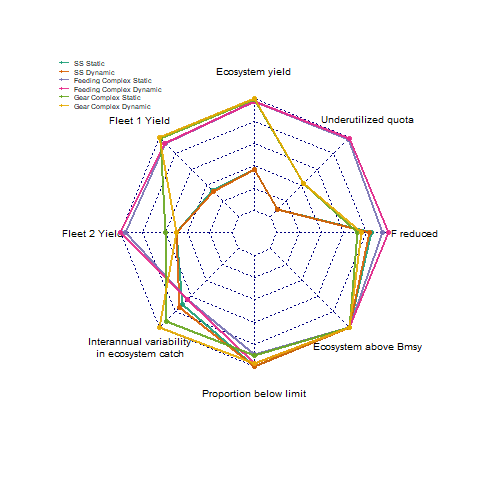 SS Static
SS Dynamic
Feeding Complex Static
Feeding Complex Dynamic
Gear Complex Static
Gear Complex Dynamic
Ecosystem yield
Fleet 1 Yield
Underutilized quota
Fleet 2 Yield
F reduced
Interannual variability
in ecosystem catch
Ecosystem above Bmsy
Proportion below limit